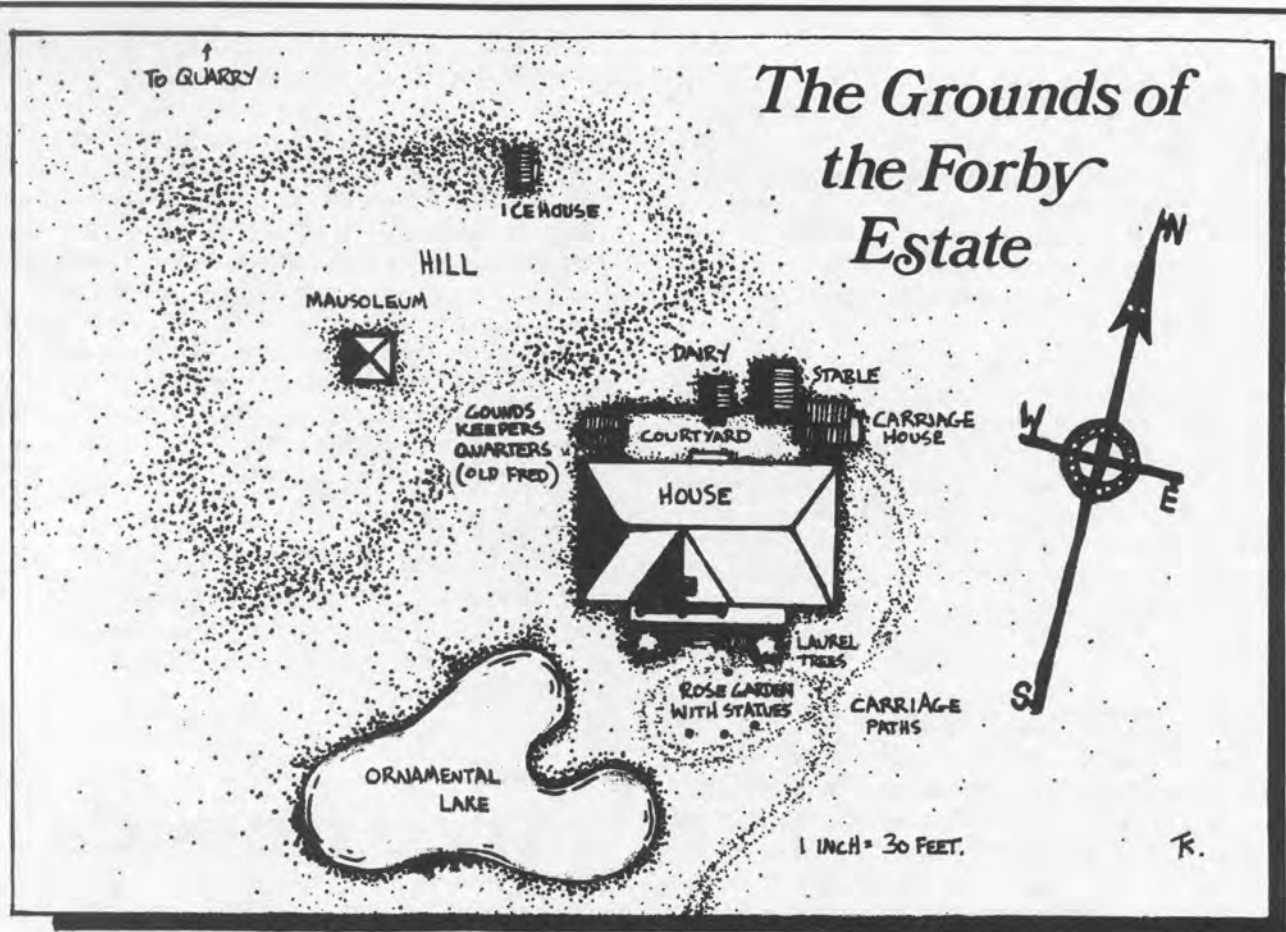 The Grounds of
the Forby
Estate
TO QUARRY
ICEHOUSE
HILL
MAUSOLEUM
DAIRY
STABLE
GOUNDS
KEEPERS
QUARTERS
(OLD FRED)
COURTYARD
CARRIAGE
HOUSE
HOUSE
N
W
E
S
LAUREL
TREES
ROSE GARDEN
WITH STATUES
CARRIAGE
PATHS
ORNAMENTAL
LAKE
1 INCH = 30 FEET.
TK.